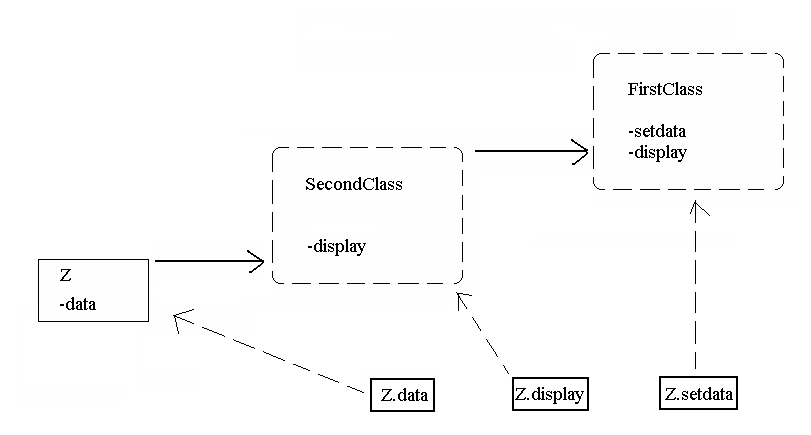 FirstClass
-setdata
-display
SecondClass
-display
Z
-data
Z.data
Z.display
Z.setdata